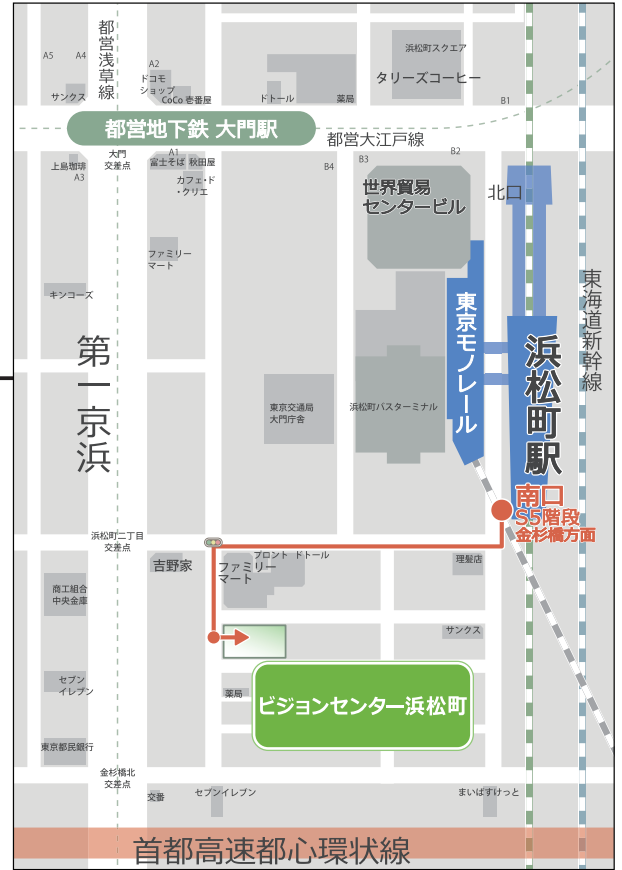 都営浅草線
浜松町スクエア
A5
A4
A2
ドコモ
ショップ
タリーズコーヒー
サンクス
CoCo 壱番屋
ドトール
薬局
B1
都営地下鉄 大門駅
都営大江戸線
大門
交差点
A1
B2
上島珈琲
富士そば
秋田屋
B4
B3
A3
カフェ・ド
・クリエ
世界貿易
センタービル
北口
ファミリー
マート
東海道新幹線
キンコーズ
東京モノレール
第一京浜
浜松町駅
東京交通局
大門庁舎
浜松町バスターミナル
南口
S5階段
金杉橋方面
浜松町二丁目
交差点
吉野家
ファミリー
マート
プロント
ドトール
理髪店
商工組合
中央金庫
サンクス
セブン
イレブン
薬局
ビジョンセンター浜松町
東京都民銀行
金杉橋北
交差点
交番
セブンイレブン
まいばすけっと
首都高速都心環状線